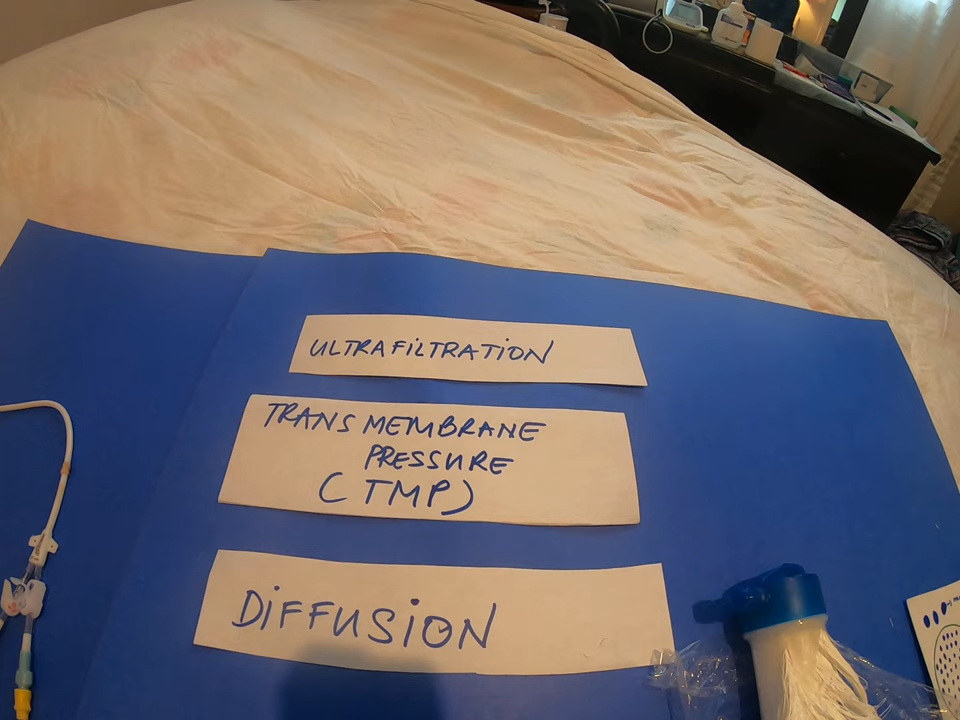 ULTRAFILTRATION
TRANS MEMBRANE
PRESSURE
(TMP)
DIFFUSION